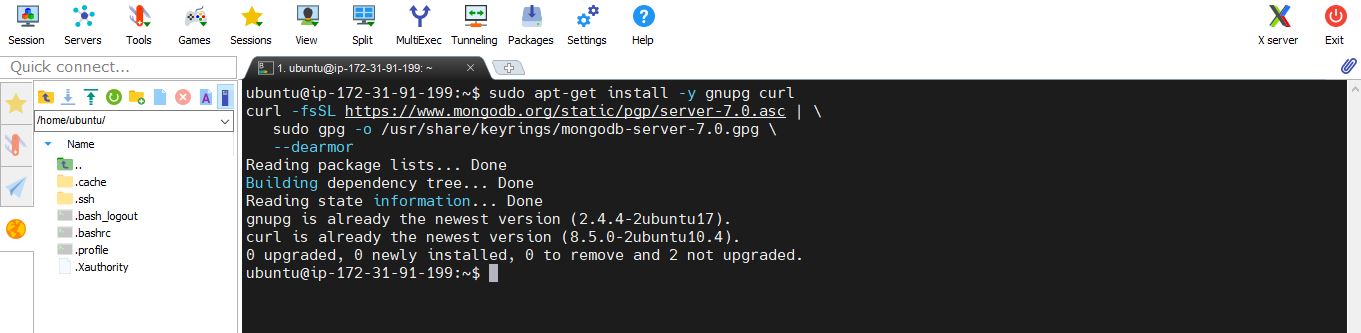 Session Servers Tools Games Sessions View Split MultiExec Tunneling Packages Settings Help X server Exit
Quick connect...
1. ubuntu@ip-172-31-91-199: ~
/home/ubuntu/
Name
..
.cache
.ssh
.bash_logout
.bashrc
.profile
.Xauthority
ubuntu@ip-172-31-91-199:~$ sudo apt-get install -y gnupg curl
curl -fsSL https://www.mongodb.org/static/pgp/server-7.0.asc | \
   sudo gpg -o /usr/share/keyrings/mongodb-server-7.0.gpg \
   --dearmor
Reading package lists... Done
Building dependency tree... Done
Reading state information... Done
gnupg is already the newest version (2.4.4-2ubuntu17).
curl is already the newest version (8.5.0-2ubuntu10.4).
0 upgraded, 0 newly installed, 0 to remove and 2 not upgraded.
ubuntu@ip-172-31-91-199:~$